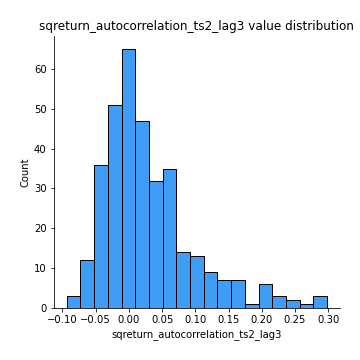 sqreturn_autocorrelation_ts2_lag3 value distribution
60
50
40
30
20
10
0
Count
−0.10 −0.05 0.00 0.05 0.10 0.15 0.20 0.25 0.30
sqreturn_autocorrelation_ts2_lag3